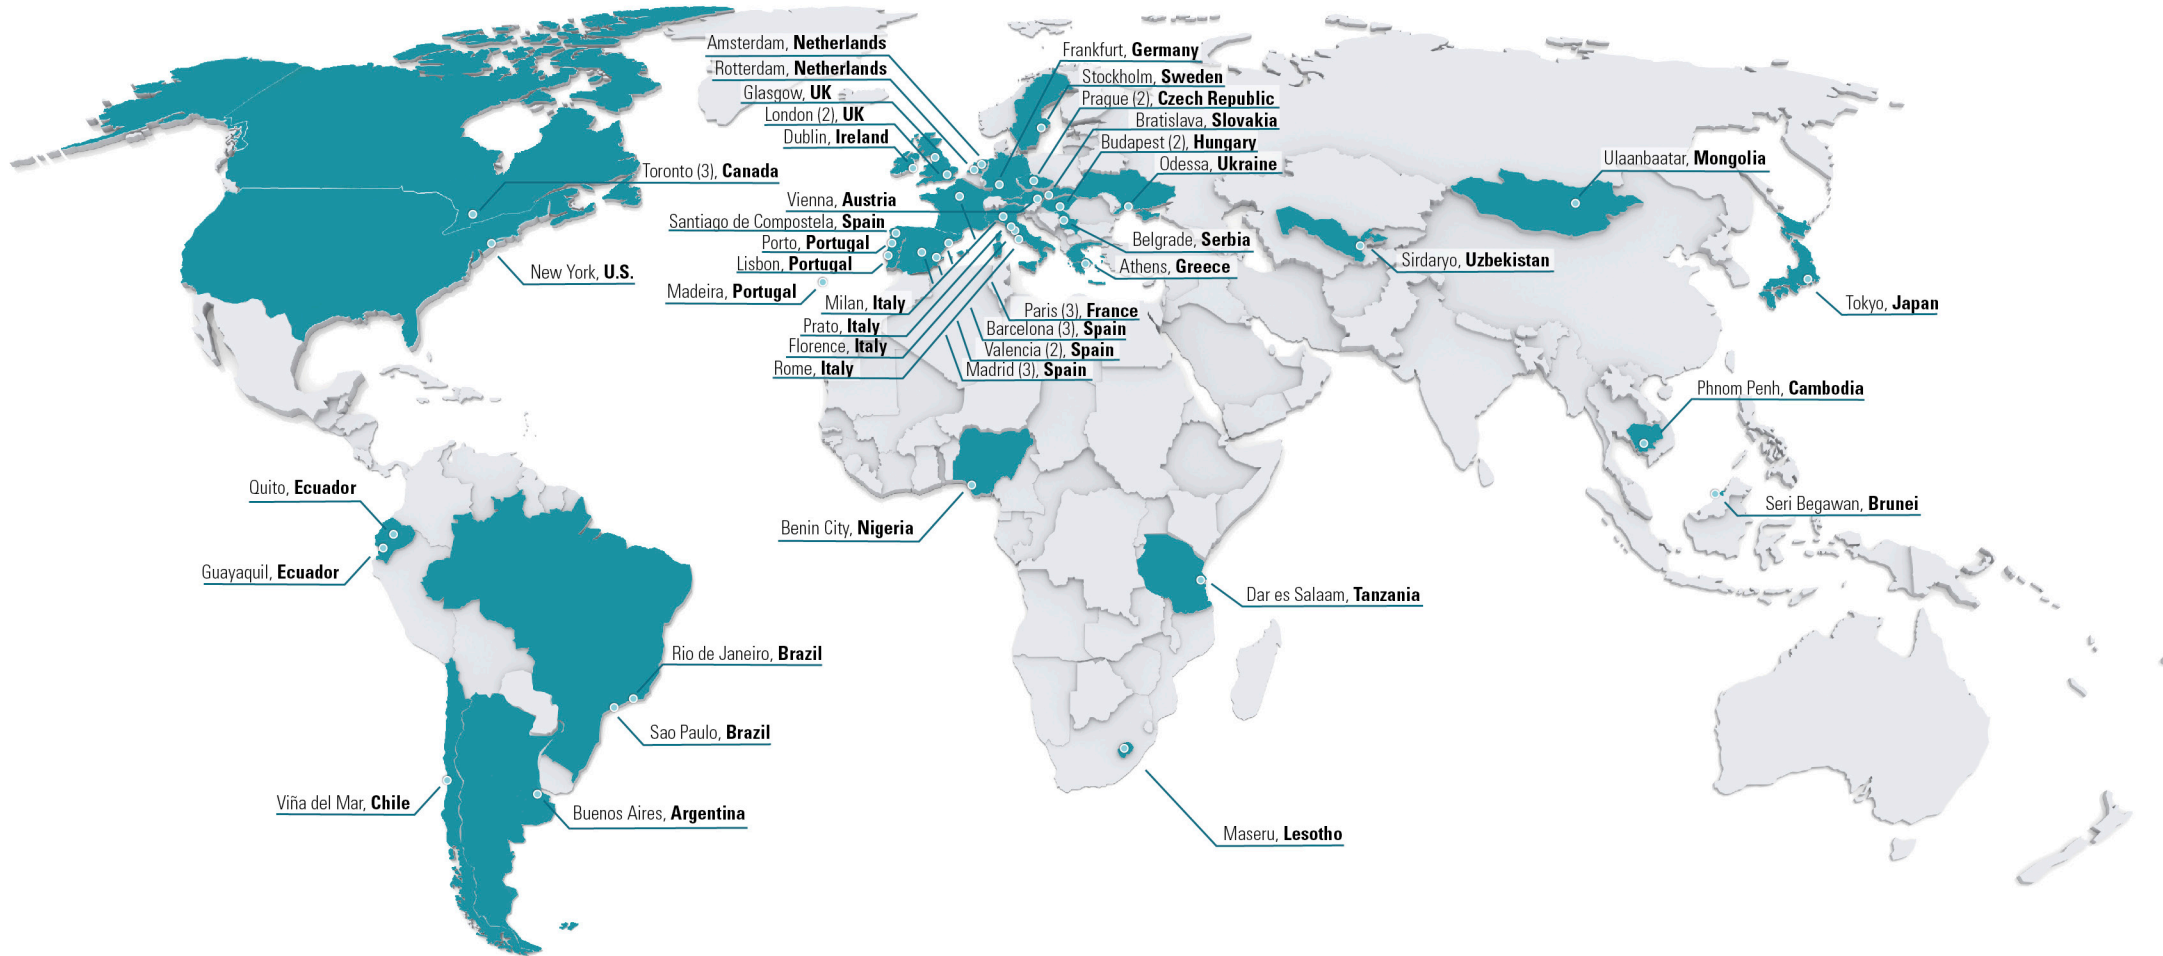 Amsterdam, Netherlands
Rotterdam, Netherlands
Glasgow, UK
London (2), UK
Dublin, Ireland
Toronto (3), Canada
Vienna, Austria
Santiago de Compostela, Spain
Porto, Portugal
Lisbon, Portugal
Madeira, Portugal
New York, U.S.
Milan, Italy
Prato, Italy
Florence, Italy
Rome, Italy
Frankfurt, Germany
Stockholm, Sweden
Prague (2), Czech Republic
Bratislava, Slovakia
Budapest (2), Hungary
Odessa, Ukraine
Belgrade, Serbia
Athens, Greece
Paris (3), France
Barcelona (3), Spain
Valencia (2), Spain
Madrid (3), Spain
Ulaanbaatar, Mongolia
Sirdaryo, Uzbekistan
Tokyo, Japan
Phnom Penh, Cambodia
Seri Begawan, Brunei
Quito, Ecuador
Guayaquil, Ecuador
Benin City, Nigeria
Dar es Salaam, Tanzania
Rio de Janeiro, Brazil
Sao Paulo, Brazil
Viña del Mar, Chile
Buenos Aires, Argentina
Maseru, Lesotho